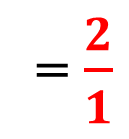 = 2/1